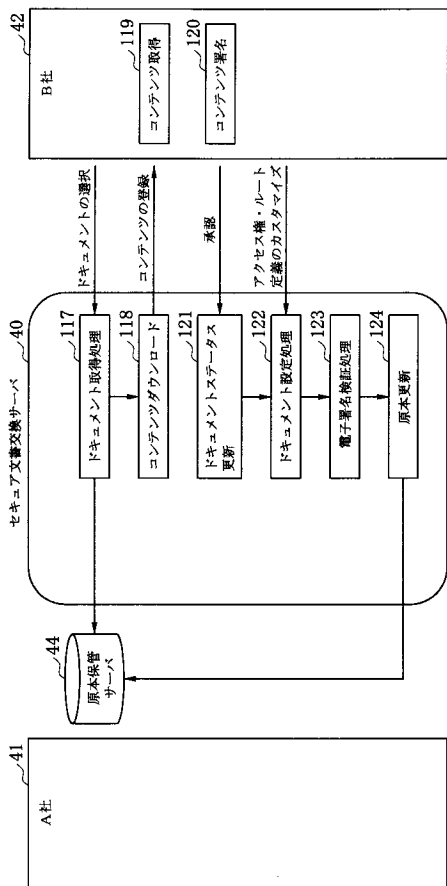 セキュア文書交換サーバ
40
41
A社
44
原本保管
サーバ
42
B社
ドキュメントの選択
117
ドキュメント取得処理
118
コンテンツダウンロード
コンテンツの登録
119
コンテンツ取得
120
コンテンツ署名
承認
121
ドキュメントステータス
更新
アクセス権・ルート
定義のカスタマイズ
122
ドキュメント設定処理
123
電子署名検証処理
124
原本更新